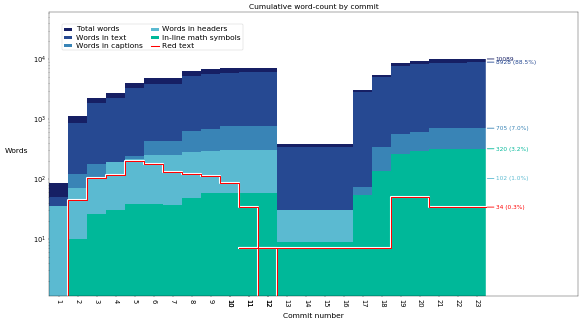 Cumulative word-count by commit
Total words
Words in text
Words in captions
Words in headers
In-line math symbols
Red text
Words
10⁴
10³
10²
10¹
10089
8928 (88.5%)
705 (7.0%)
320 (3.2%)
102 (1.0%)
34 (0.3%)
1 2 3 4 5 6 7 8 9 10 11 12 13 14 15 16 17 18 19 20 21 22 23
Commit number